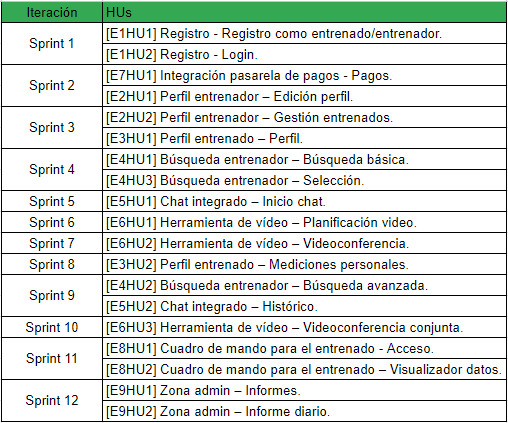 Iteración HUs
Sprint 1
[E1HU1] Registro - Registro como entrenado/entrenador.
[E1HU2] Registro - Login.
Sprint 2
[E7HU1] Integración pasarela de pagos - Pagos.
[E2HU1] Perfil entrenador – Edición perfil.
Sprint 3
[E2HU2] Perfil entrenador – Gestión entrenados.
[E3HU1] Perfil entrenado – Perfil.
Sprint 4
[E4HU1] Búsqueda entrenador – Búsqueda básica.
[E4HU3] Búsqueda entrenador – Selección.
Sprint 5 [E5HU1] Chat integrado – Inicio chat.
Sprint 6 [E6HU1] Herramienta de vídeo – Planificación video.
Sprint 7 [E6HU2] Herramienta de vídeo – Videoconferencia.
Sprint 8 [E3HU2] Perfil entrenado – Mediciones personales.
Sprint 9
[E4HU2] Búsqueda entrenador – Búsqueda avanzada.
[E5HU2] Chat integrado – Histórico.
Sprint 10 [E6HU3] Herramienta de vídeo – Videoconferencia conjunta.
Sprint 11
[E8HU1] Cuadro de mando para el entrenado - Acceso.
[E8HU2] Cuadro de mando para el entrenado – Visualizador datos.
Sprint 12
[E9HU1] Zona admin – Informes.
[E9HU2] Zona admin – Informe diario.